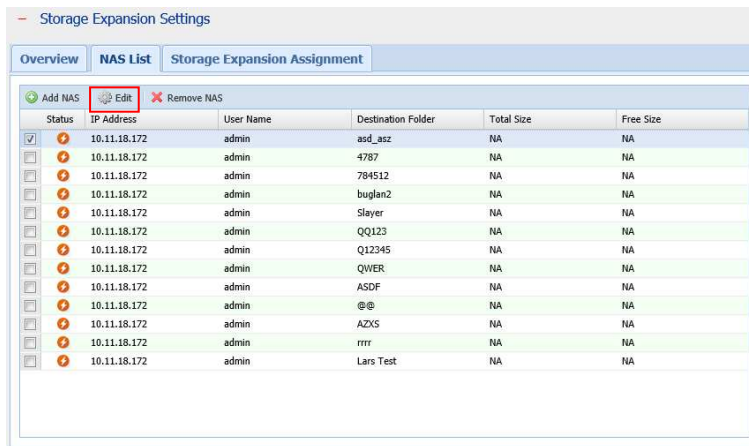 − Storage Expansion Settings
Overview NAS List Storage Expansion Assignment
Add NAS Edit Remove NAS
Status IP Address User Name Destination Folder Total Size Free Size
10.11.18.172 admin asd_asz NA NA
10.11.18.172 admin 4787 NA NA
10.11.18.172 admin 784512 NA NA
10.11.18.172 admin buglan2 NA NA
10.11.18.172 admin Slayer NA NA
10.11.18.172 admin QQ123 NA NA
10.11.18.172 admin Q12345 NA NA
10.11.18.172 admin QWER NA NA
10.11.18.172 admin ASDF NA NA
10.11.18.172 admin @@ NA NA
10.11.18.172 admin AZXS NA NA
10.11.18.172 admin rrrr NA NA
10.11.18.172 admin Lars Test NA NA